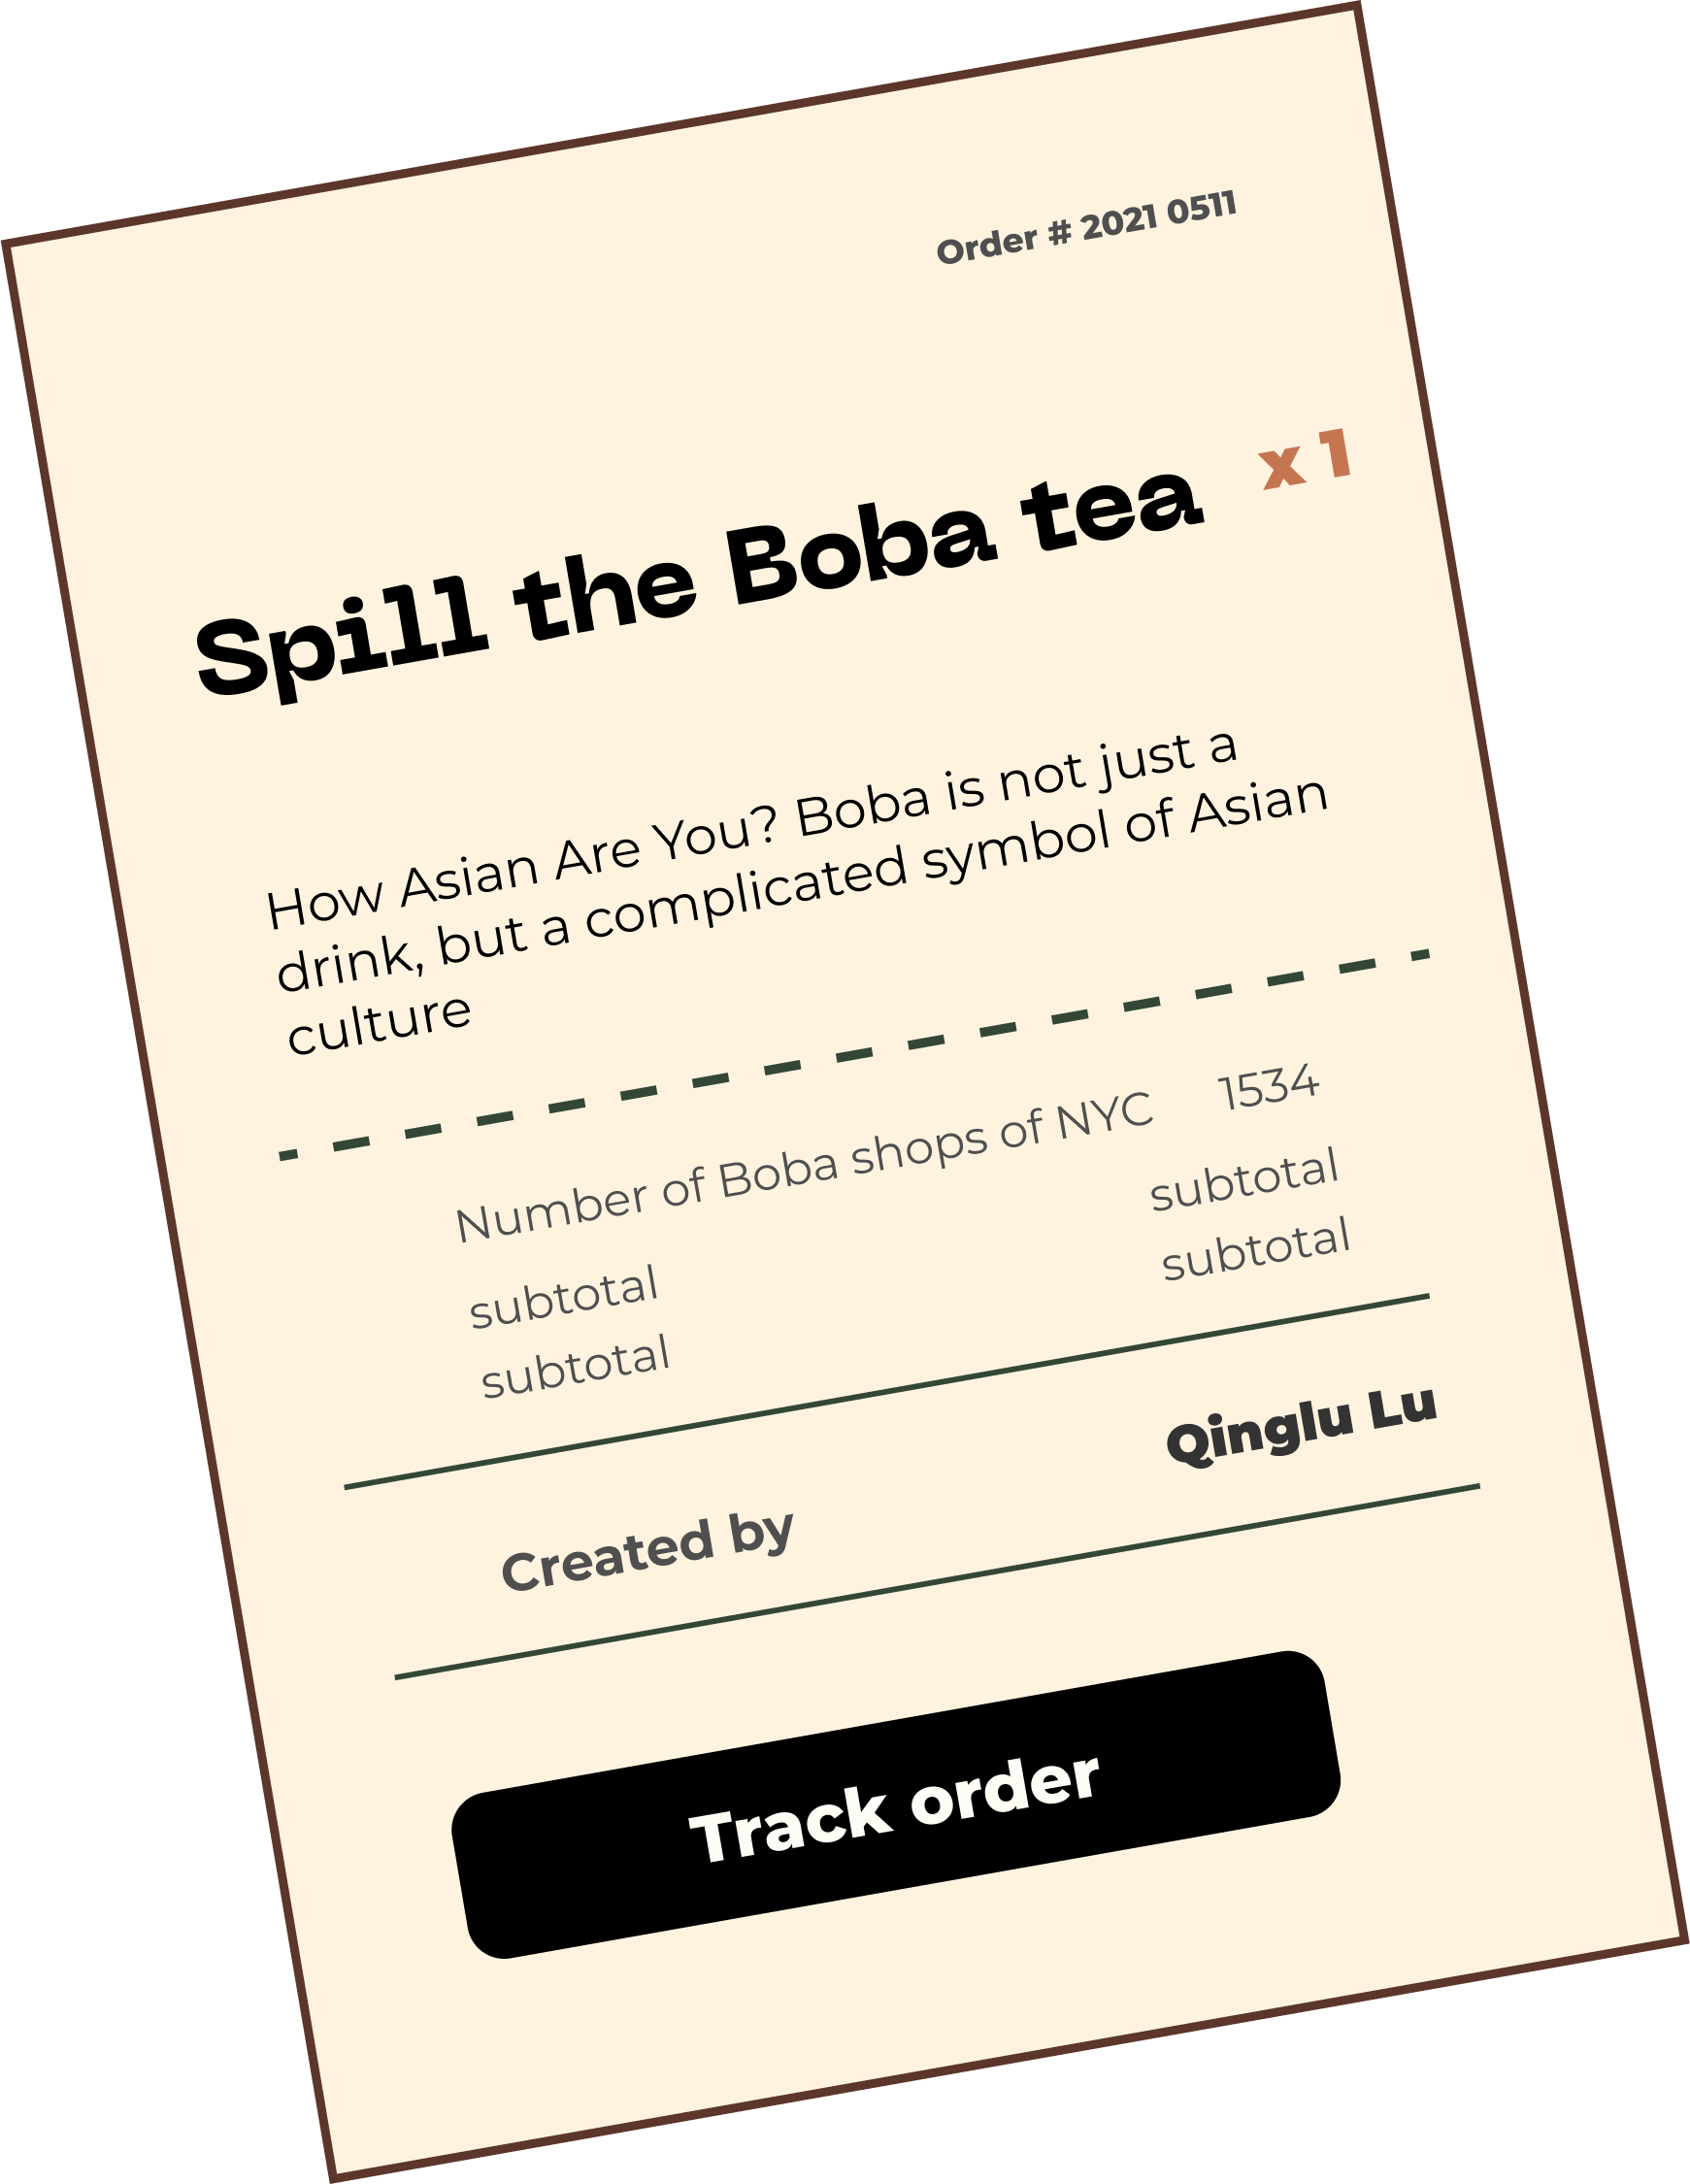 Order # 2021 0511
Spill the Boba tea x 1
How Asian Are You? Boba is not just a
drink, but a complicated symbol of Asian
culture
Number of Boba shops of NYC 1534
subtotal subtotal
subtotal subtotal
Created by Qinglu Lu
Track order